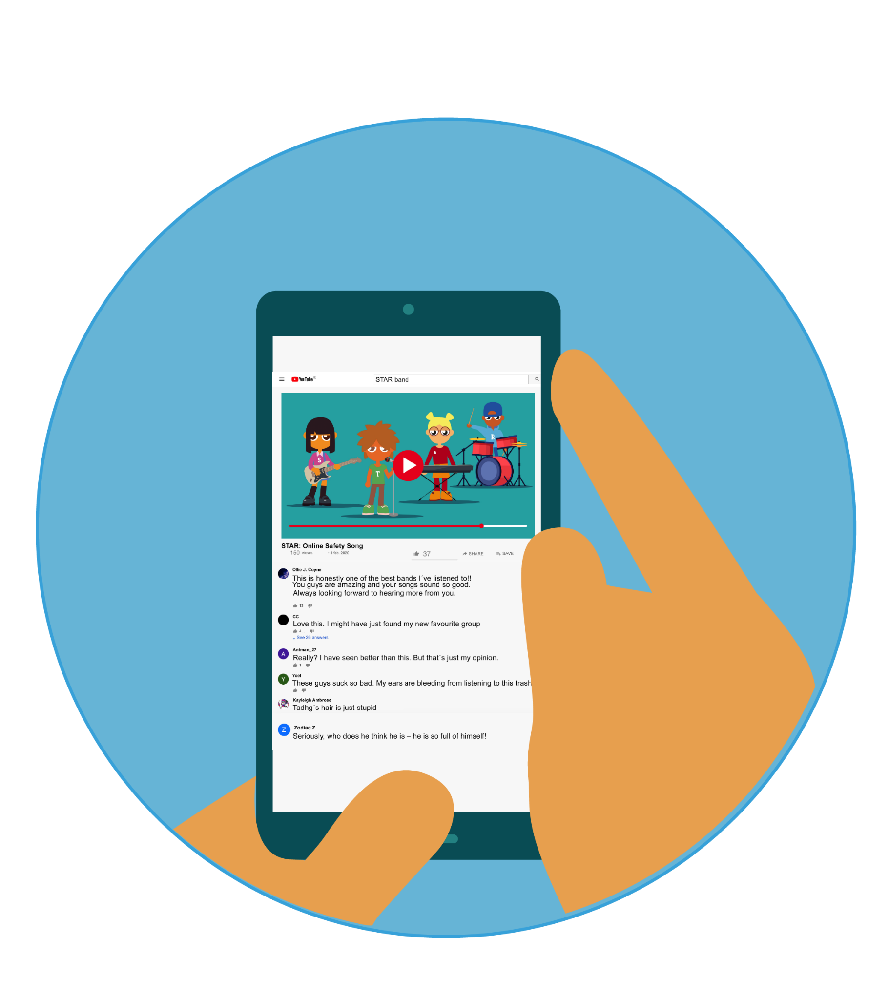 YouTube IE
STAR band
S
T
A
R
STAR: Online Safety Song
150 views - 3 feb. 2020
37 SHARE SAVE
Ollie J. Coyne
This is honestly one of the best bands I´ve listened to!!
You guys are amazing and your songs sound so good.
Always looking forward to hearing more from you.
13
CC
Love this. I might have just found my new favourite group
4
See 28 answers
A
Antman_27
Really? I have seen better than this. But that´s just my opinion.
1
Y
Yoel
These guys suck so bad. My ears are bleeding from listening to this trash
Kayleigh Ambrose
Tadhg´s hair is just stupid
Z
Zodiac.Z
Seriously, who does he think he is – he is so full of himself!